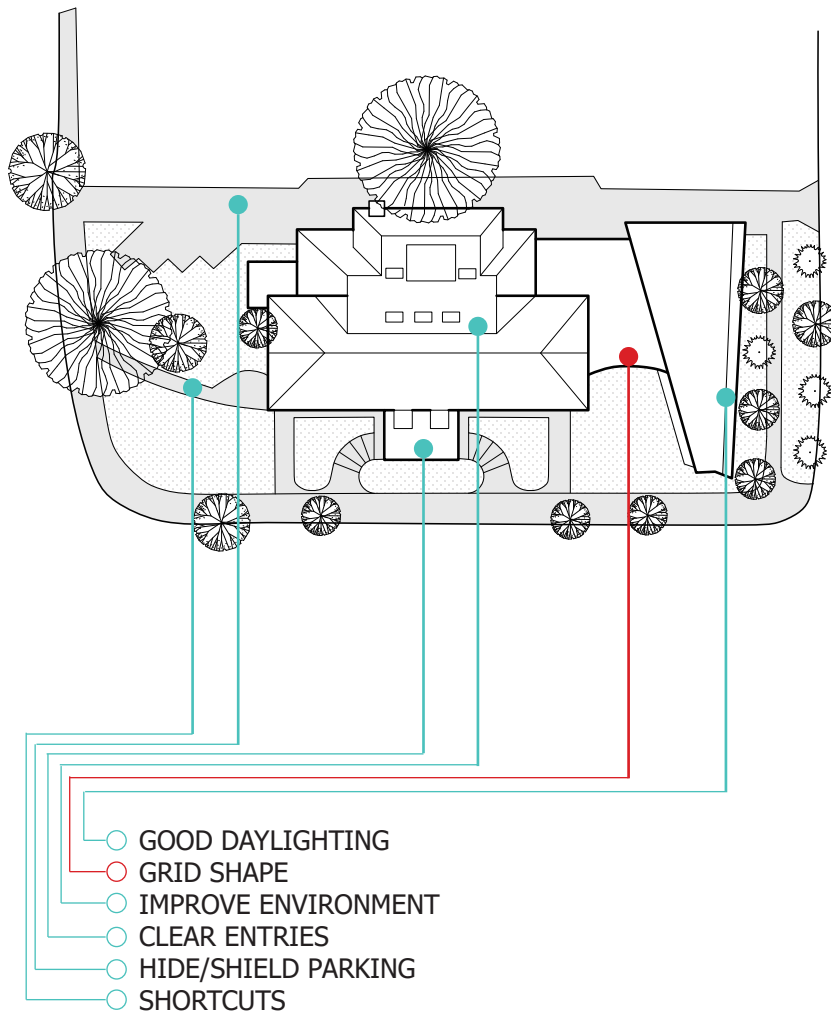 GOOD DAYLIGHTING
GRID SHAPE
IMPROVE ENVIRONMENT
CLEAR ENTRIES
HIDE/SHIELD PARKING
SHORTCUTS